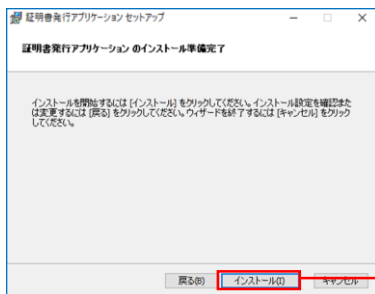 証明書発行アプリケーション セットアップ
証明書発行アプリケーション のインストール準備完了
インストールを開始するには [インストール] をクリックしてください。インストール設定を確認また
は変更するには [戻る] をクリックしてください。ウィザードを終了するには [キャンセル] をクリック
してください。
戻る(B)
インストール(I)
キャンセル